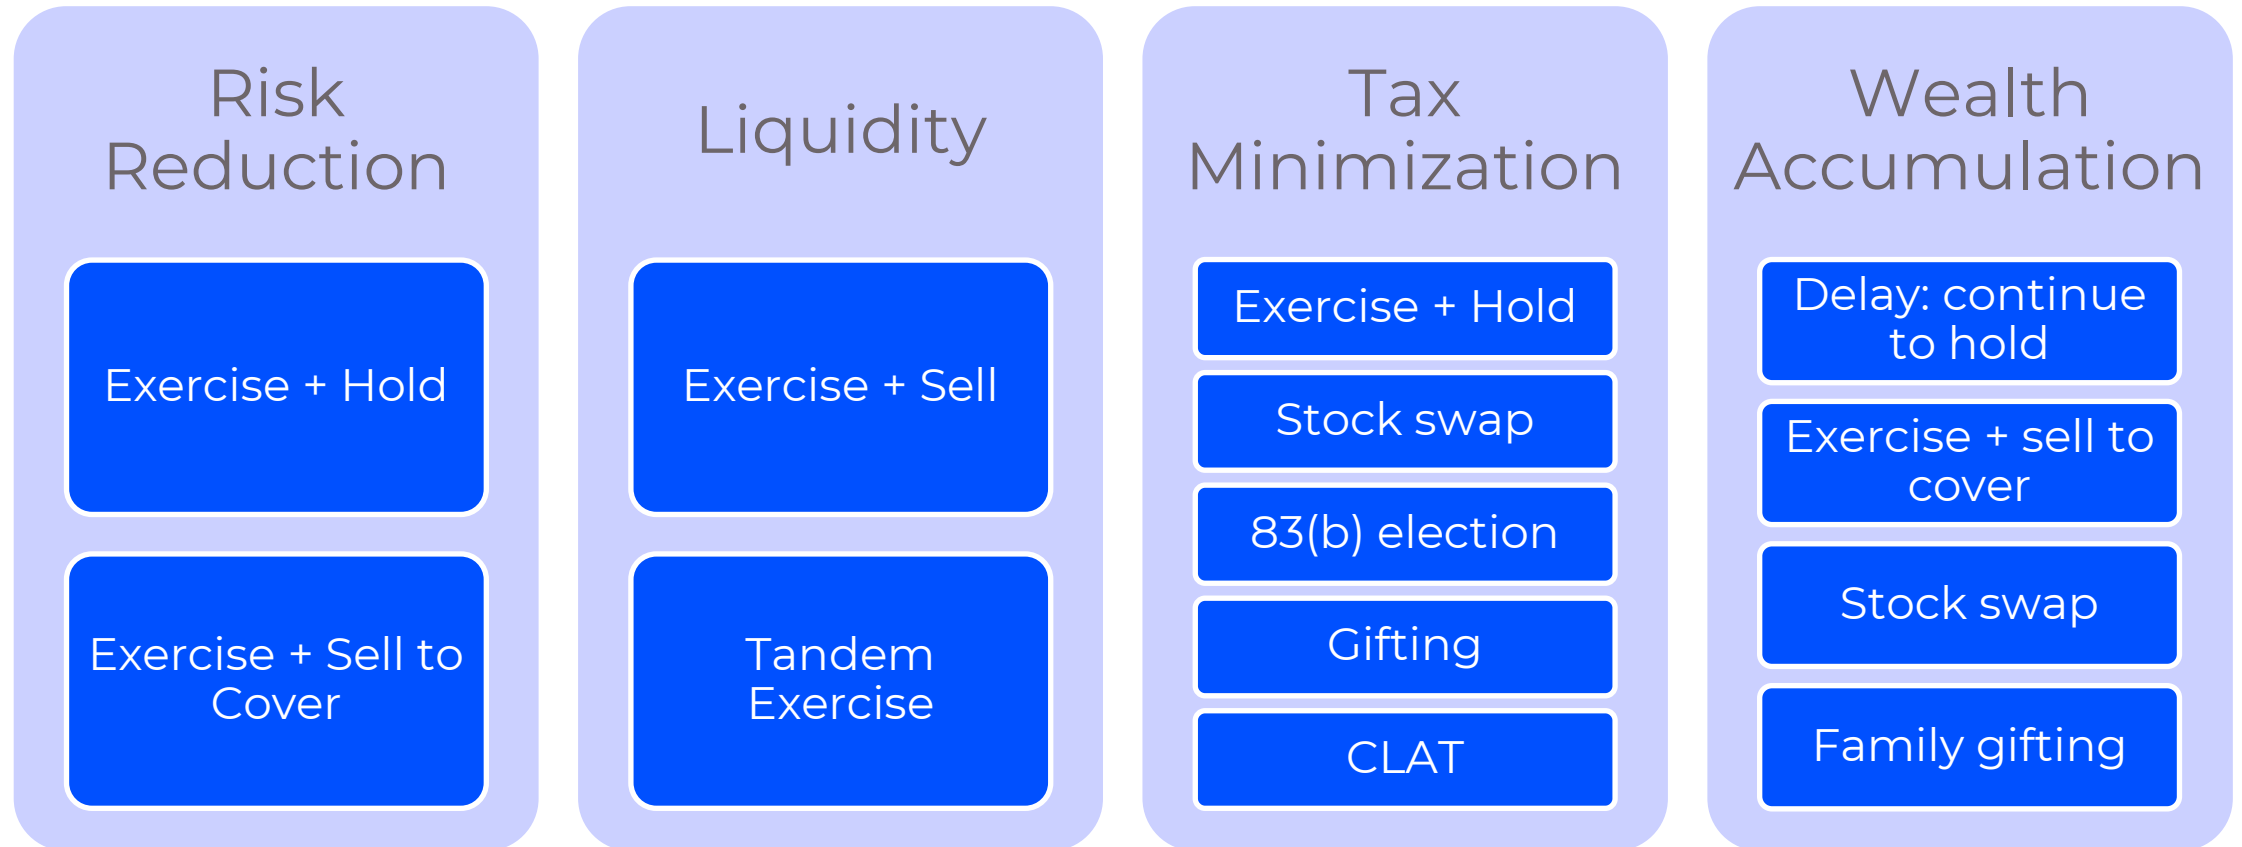 Risk
Reduction
Exercise + Hold
Exercise + Sell to
Cover
Liquidity
Exercise + Sell
Tandem
Exercise
Tax
Minimization
Exercise + Hold
Stock swap
83(b) election
Gifting
CLAT
Wealth
Accumulation
Delay: continue
to hold
Exercise + sell to
cover
Stock swap
Family gifting